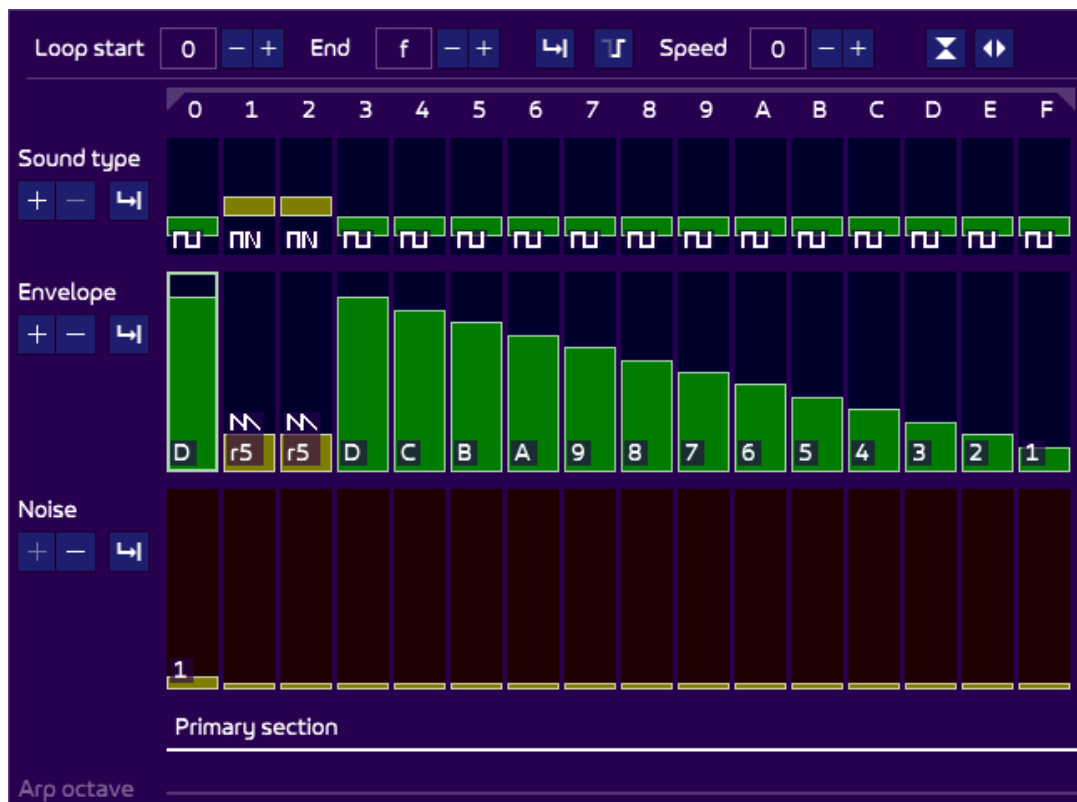 Loop start 0 − + End f − + Speed 0 − +
0 1 2 3 4 5 6 7 8 9 A B C D E F
Sound type
+ −
Envelope
+ −
D r5 r5 D C B A 9 8 7 6 5 4 3 2 1
Noise
+ −
1
Primary section
Arp octave